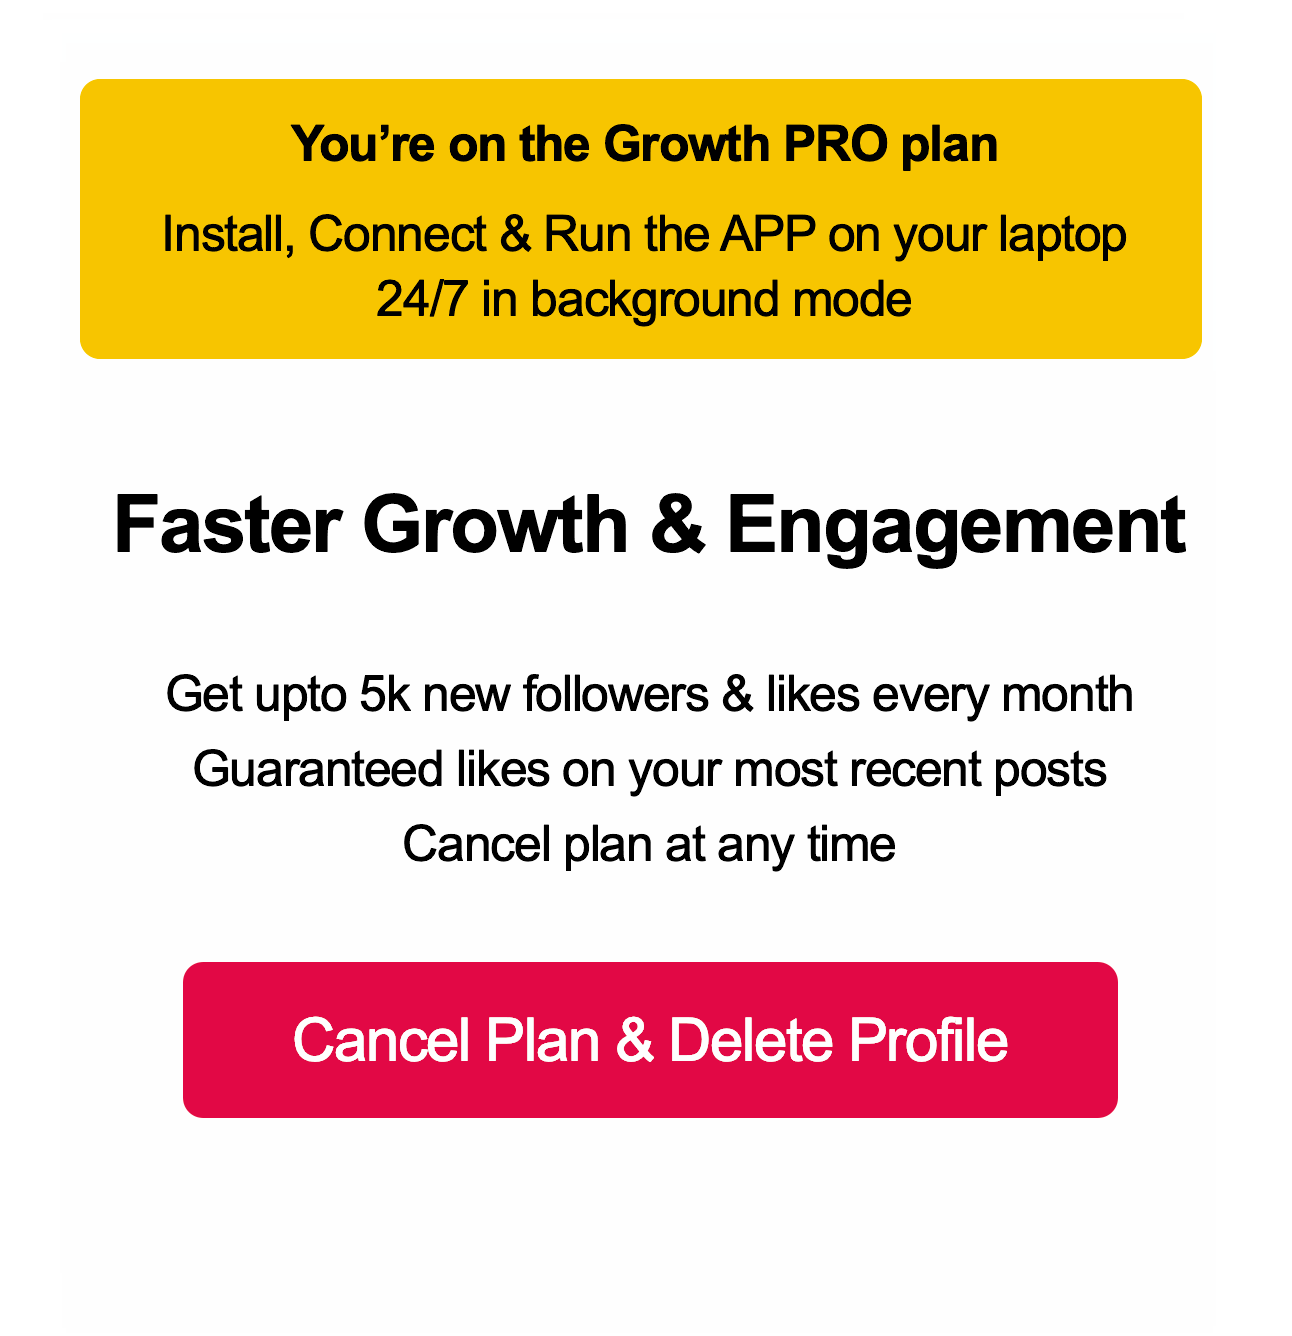 You’re on the Growth PRO plan
Install, Connect & Run the APP on your laptop
24/7 in background mode
Faster Growth & Engagement
Get upto 5k new followers & likes every month
Guaranteed likes on your most recent posts
Cancel plan at any time
Cancel Plan & Delete Profile